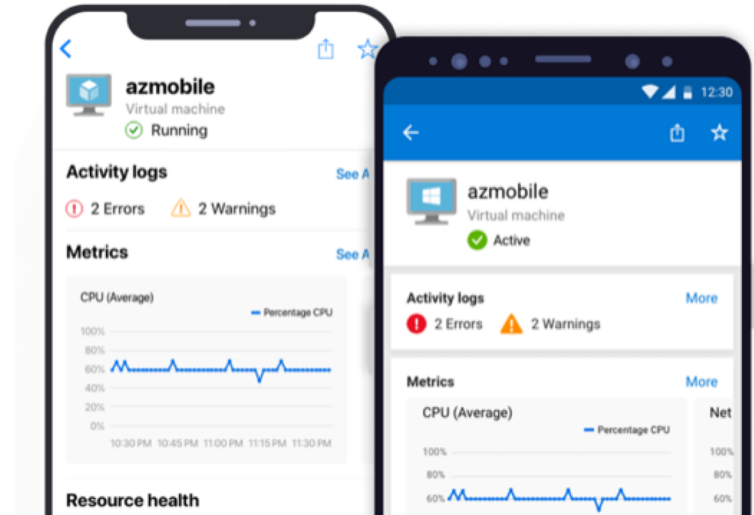 azmobile
Virtual machine
Running
Activity logs
See A
2 Errors
2 Warnings
Metrics
See A
CPU (Average)
Percentage CPU
100%
80%
60%
40%
20%
0%
10:30 PM 10:45 PM 11:00 PM 11:15 PM 11:30 PM
Resource health
12:30
azmobile
Virtual machine
Active
Activity logs
More
2 Errors
2 Warnings
Metrics
More
CPU (Average)
Percentage CPU
100%
80%
60%
Net
100%
80%
60%